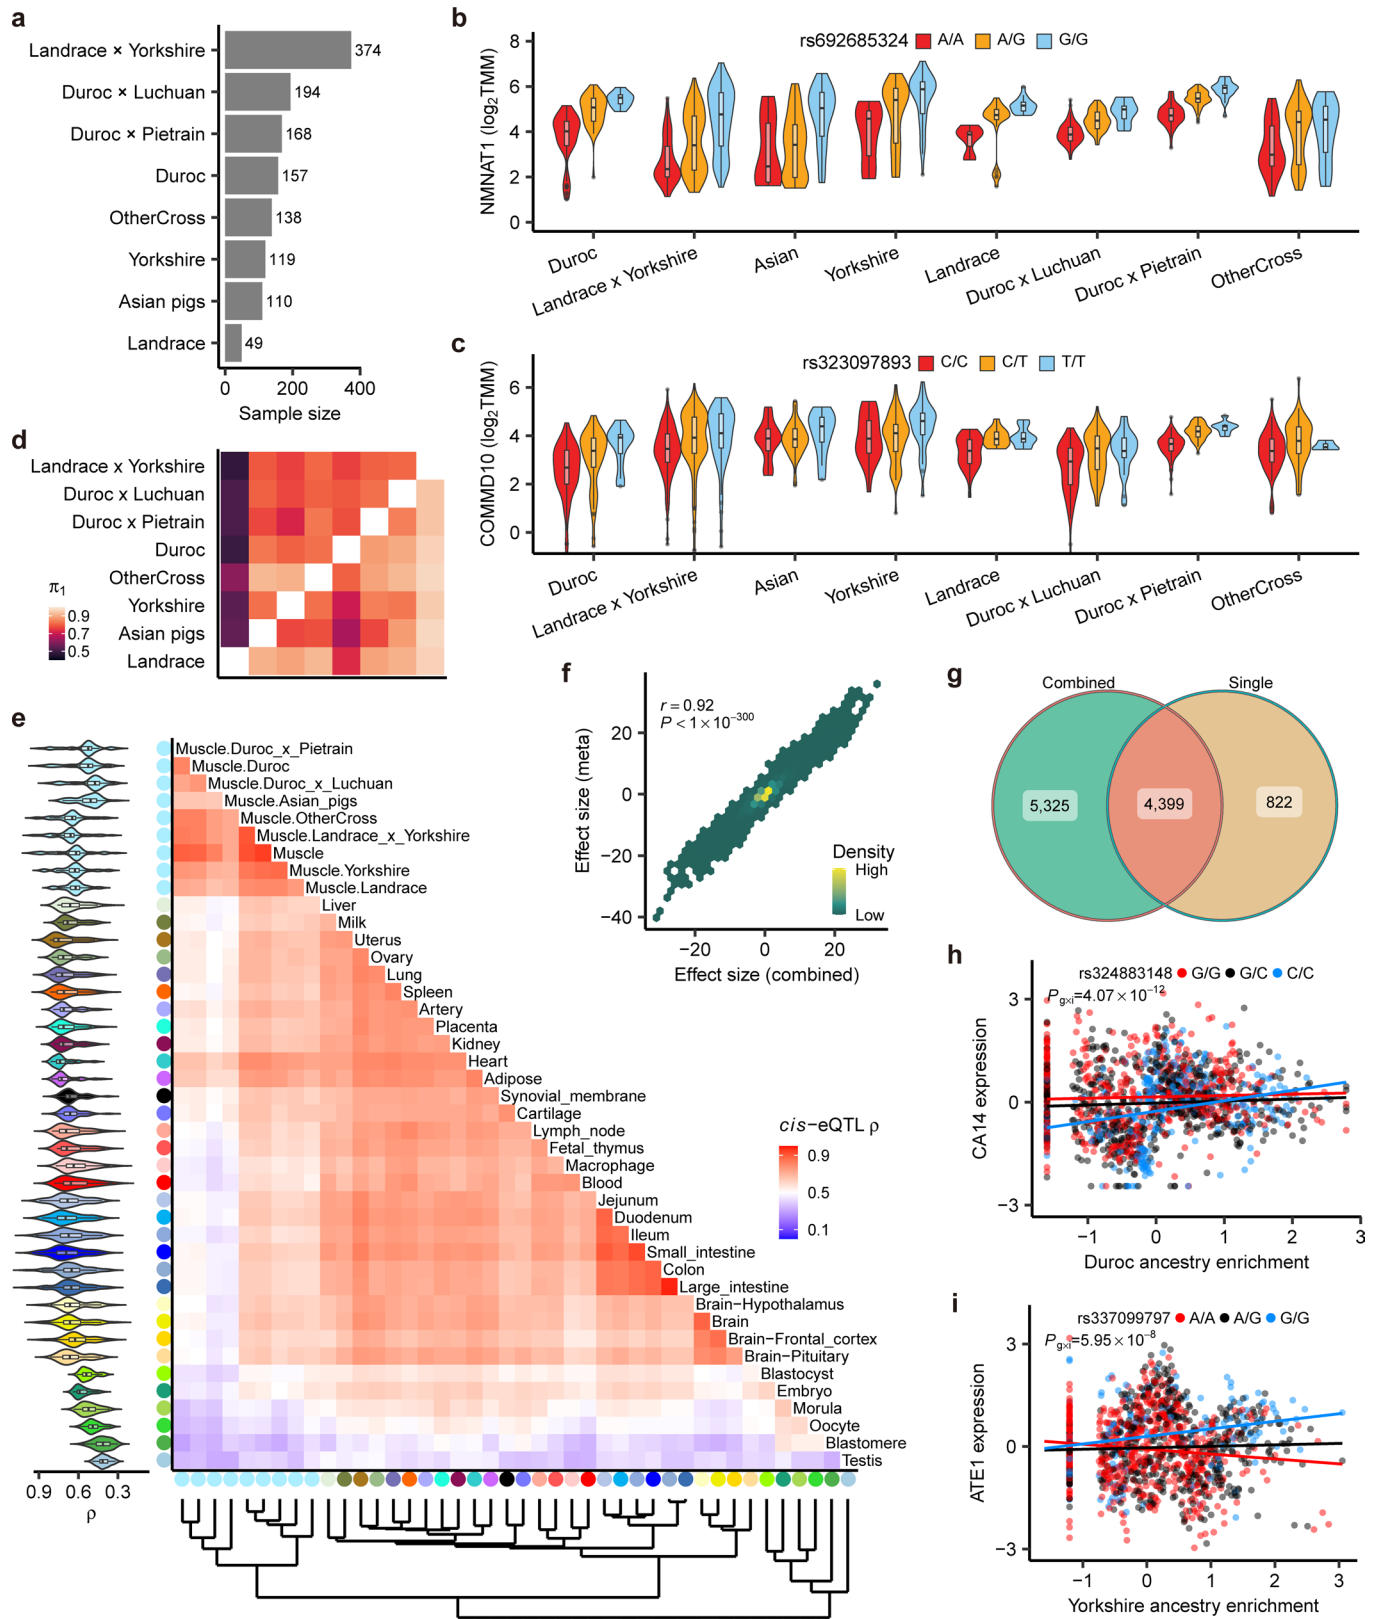 a
Landrace × Yorkshire 374
Duroc × Luchuan 194
Duroc × Pietrain 168
Duroc 157
OtherCross 138
Yorkshire 119
Asian pigs 110
Landrace 49
0 200 400
Sample size
b
rs692685324 A/A A/G G/G
NMNAT1 (log2TMM)
8
6
4
2
0
Duroc
Landrace x Yorkshire
Asian
Yorkshire
Landrace
Duroc x Luchuan
Duroc x Pietrain
OtherCross
c
rs323097893 C/C C/T T/T
COMMD10 (log2TMM)
6
4
2
0
Duroc
Landrace x Yorkshire
Asian
Yorkshire
Landrace
Duroc x Luchuan
Duroc x Pietrain
OtherCross
d
Landrace x Yorkshire
Duroc x Luchuan
Duroc x Pietrain
Duroc
OtherCross
Yorkshire
Asian pigs
Landrace
π1
0.9
0.7
0.5
e
Muscle.Duroc_x_Pietrain
Muscle.Duroc
Muscle.Duroc_x_Luchuan
Muscle.Asian_pigs
Muscle.OtherCross
Muscle.Landrace_x_Yorkshire
Muscle
Muscle.Yorkshire
Muscle.Landrace
Liver
Milk
Uterus
Ovary
Lung
Spleen
Artery
Placenta
Kidney
Heart
Adipose
Synovial_membrane
Cartilage
Lymph_node
Fetal_thymus
Macrophage
Blood
Jejunum
Duodenum
Ileum
Small_intestine
Colon
Large_intestine
Brain−Hypothalamus
Brain
Brain−Frontal_cortex
Brain−Pituitary
Blastocyst
Embryo
Morula
Oocyte
Blastomere
Testis
0.9 0.6 0.3
ρ
cis−eQTL ρ
0.9
0.5
0.1
f
r = 0.92
P < 1 × 10−300
Effect size (meta)
20
0
−20
−40
−20 0 20
Effect size (combined)
Density
High
Low
g
Combined Single
5,325 4,399 822
h
rs324883148 G/G G/C C/C
Pg×i=4.07 × 10−12
CA14 expression
3
0
−3
−1 0 1 2 3
Duroc ancestry enrichment
i
rs337099797 A/A A/G G/G
Pg×i=5.95 × 10−8
ATE1 expression
3
0
−3
−1 0 1 2 3
Yorkshire ancestry enrichment